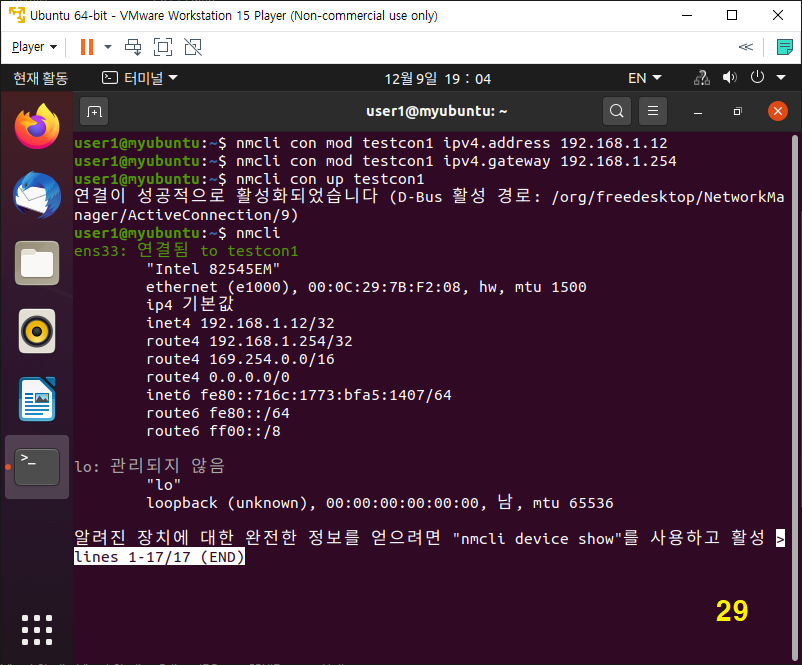 Ubuntu 64-bit - VMware Workstation 15 Player (Non-commercial use only)
Player
현재 활동
터미널
12월 9일 19 : 04
EN
user1@myubuntu: ~
user1@myubuntu:~$ nmcli con mod testcon1 ipv4.address 192.168.1.12
user1@myubuntu:~$ nmcli con mod testcon1 ipv4.gateway 192.168.1.254
user1@myubuntu:~$ nmcli con up testcon1
연결이 성공적으로 활성화되었습니다 (D-Bus 활성 경로: /org/freedesktop/NetworkMa
nager/ActiveConnection/9)
user1@myubuntu:~$ nmcli
ens33: 연결됨 to testcon1
"Intel 82545EM"
ethernet (e1000), 00:0C:29:7B:F2:08, hw, mtu 1500
ip4 기본값
inet4 192.168.1.12/32
route4 192.168.1.254/32
route4 169.254.0.0/16
route4 0.0.0.0/0
inet6 fe80::716c:1773:bfa5:1407/64
route6 fe80::/64
route6 ff00::/8
lo: 관리되지 않음
"lo"
loopback (unknown), 00:00:00:00:00:00, 남, mtu 65536
알려진 장치에 대한 완전한 정보를 얻으려면 "nmcli device show"를 사용하고 활성 >
lines 1-17/17 (END)
29